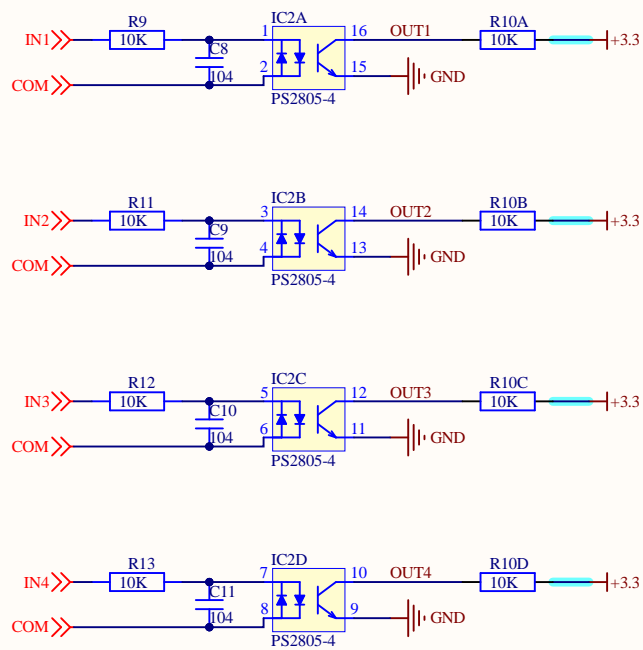 IC2A
R9 1 16 OUT1 R10A
IN1 10K C8 10K +3.3
2 15 GND
COM 104
PS2805-4
IC2B
R11 3 14 OUT2 R10B
IN2 10K C9 10K +3.3
4 13 GND
COM 104
PS2805-4
IC2C
R12 5 12 OUT3 R10C
IN3 10K C10 10K +3.3
6 11 GND
COM 104
PS2805-4
IC2D
R13 7 10 OUT4 R10D
IN4 10K C11 10K +3.3
8 9 GND
COM 104
PS2805-4